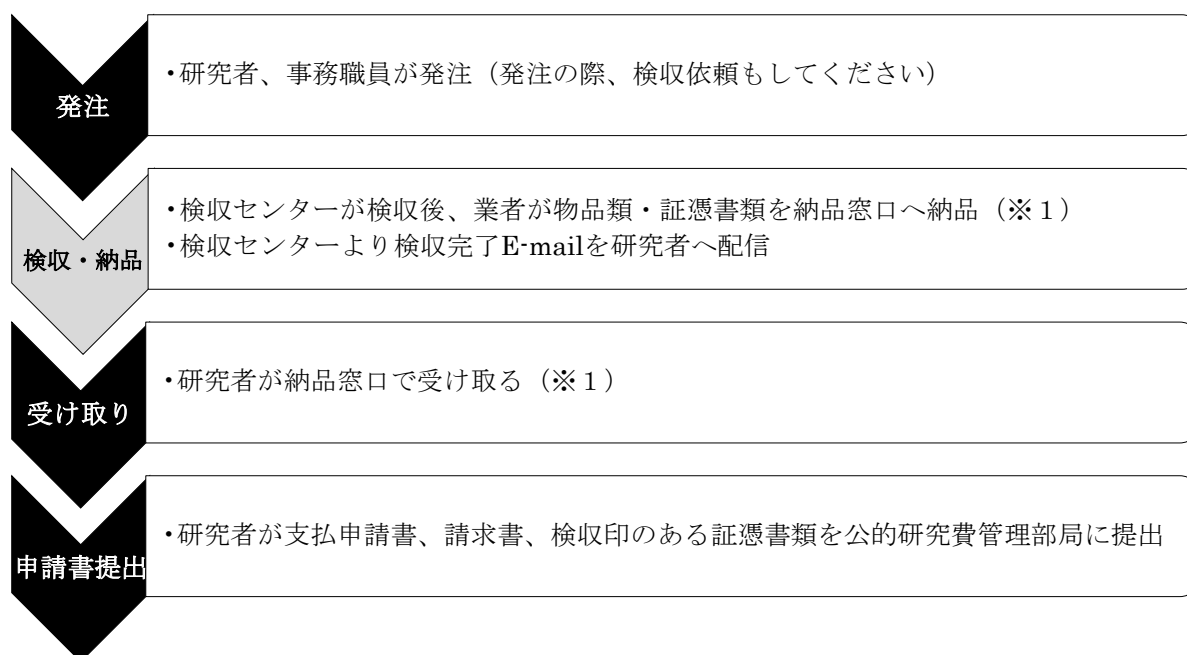 発注
・研究者、事務職員が発注（発注の際、検収依頼もしてください）
検収・納品
・検収センターが検収後、業者が物品類・証憑書類を納品窓口へ納品（※１）
・検収センターより検収完了E-mailを研究者へ配信
受け取り
・研究者が納品窓口で受け取る（※１）
申請書提出
・研究者が支払申請書、請求書、検収印のある証憑書類を公的研究費管理部局に提出